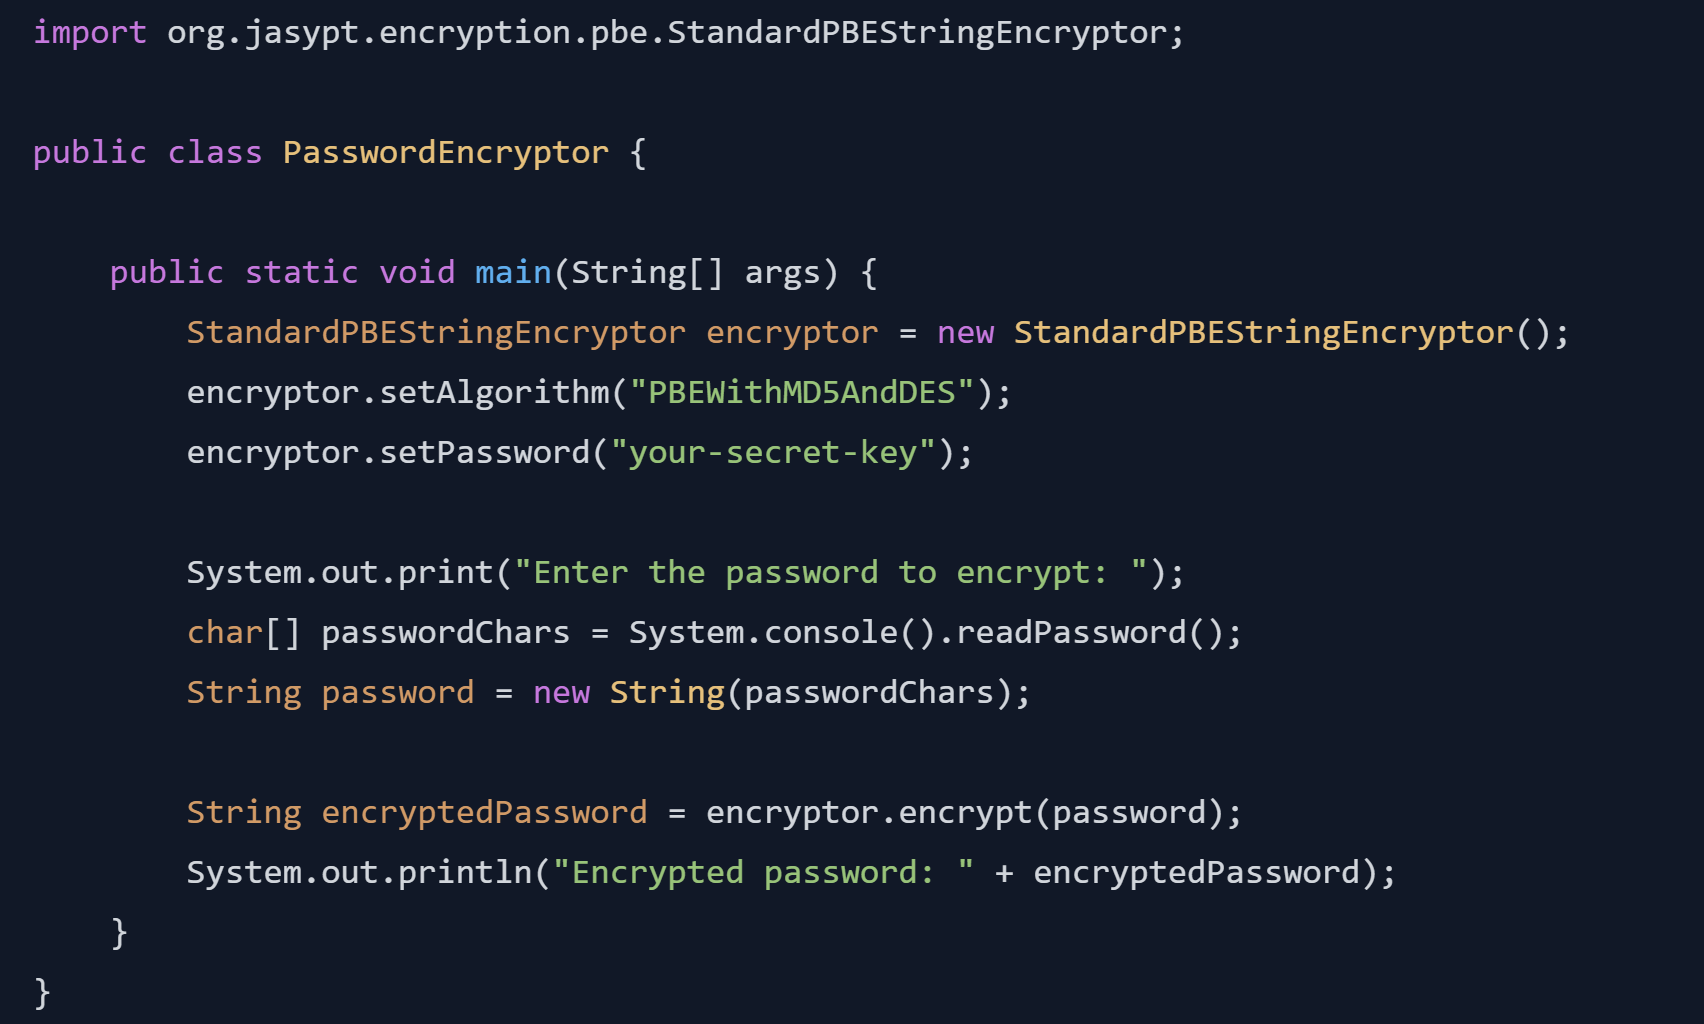 import org.jasypt.encryption.pbe.StandardPBEStringEncryptor;
public class PasswordEncryptor {
    public static void main(String[] args) {
        StandardPBEStringEncryptor encryptor = new StandardPBEStringEncryptor();
        encryptor.setAlgorithm("PBEWithMD5AndDES");
        encryptor.setPassword("your-secret-key");
        System.out.print("Enter the password to encrypt: ");
        char[] passwordChars = System.console().readPassword();
        String password = new String(passwordChars);
        String encryptedPassword = encryptor.encrypt(password);
        System.out.println("Encrypted password: " + encryptedPassword);
    }
}